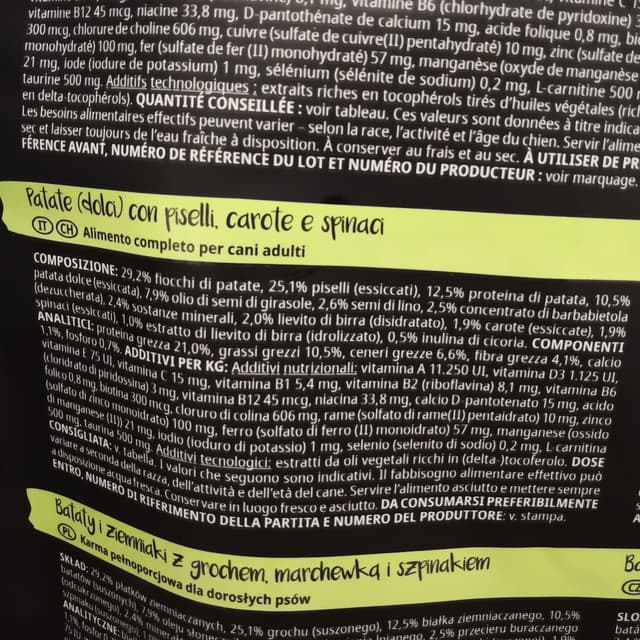 vitamine B6 (chlorhydrate de pyridoxine)
vitamine B12 45 mcg, niacine 33,8 mg, D-pantothénate de calcium 15 mg, acide folique 0,8 mg,
300 mcg, chlorure de choline 606 mg, cuivre (sulfate de cuivre(II) pentahydraté) 10 mg, zinc (sulfate de
monohydraté) 100 mg, fer (sulfate de fer (II) monohydraté) 57 mg, manganèse (oxyde de manganèse
21 mg, iode (iodure de potassium) 1 mg, sélénium (sélénite de sodium) 0,2 mg, L-carnitine 500
taurine 500 mg. Additifs technologiques : extraits riches en tocophérols tirés d'huiles végétales
en delta-tocophérols). QUANTITÉ CONSEILLÉE : voir tableau. Ces valeurs sont données à titre
Les besoins alimentaires effectifs peuvent varier – selon la race, l'activité et l'âge du chien. Servir
sec et laisser toujours de l'eau fraîche à disposition. À conserver au frais et au sec. À UTILISER DE
FÉRENCE AVANT, NUMÉRO DE RÉFÉRENCE DU LOT ET NUMÉRO DU PRODUCTEUR : voir marquage.
Patate (dolci) con piselli, carote e spinaci
IT CH Alimento completo per cani adulti
COMPOSIZIONE: 29,2% fiocchi di patate, 25,1% piselli (essiccati), 12,5% proteina di patata, 10,5%
patata dolce (essiccata), 7,9% olio di semi di girasole, 2,6% semi di lino, 2,5% concentrato di barbabietola
(dezuccherata), 2,4% sostanze minerali, 2,0% lievito di birra (disidratato), 1,9% carote (essiccate), 1,9%
spinaci (essiccati), 1,0% estratto di lievito di birra (idrolizzato), 0,5% inulina di cicoria. COMPONENTI
ANALITICI: proteina grezza 21,0%, grassi grezzi 10,5%, ceneri grezze 6,6%, fibra grezza 4,1%, calcio
1,1%, fosforo 0,7%. ADDITIVI PER KG: Additivi nutrizionali: vitamina A 11.250 UI, vitamina D3 1.125 UI,
vitamina E 75 UI, vitamina C 15 mg, vitamina B1 5,4 mg, vitamina B2 (riboflavina) 8,1 mg, vitamina B6
(cloridrato di piridossina) 3 mg, vitamina B12 45 mcg, niacina 33,8 mg, calcio D-pantotenato 15 mg, acido
folico 0,8 mg, biotina 300 mcg, cloruro di colina 606 mg, rame (solfato di rame(II) pentaidrato) 10 mg, zinco
(solfato di zinco monoidrato) 100 mg, ferro (solfato di ferro (II) monoidrato) 57 mg, manganese (ossido
di manganese (II)) 21 mg, iodio (ioduro di potassio) 1 mg, selenio (selenito di sodio) 0,2 mg, L-carnitina
500 mg, taurina 500 mg. Additivi tecnologici: estratti da oli vegetali ricchi in (delta-)tocoferolo. DOSE
CONSIGLIATA: v. tabella. I valori che seguono sono indicativi. Il fabbisogno alimentare effettivo può
variare a seconda della razza, dell'attività e dell'età del cane. Servire l'alimento asciutto e mettere sempre
a disposizione acqua fresca. Conservare in luogo fresco e asciutto. DA CONSUMARSI PREFERIBILMENTE
ENTRO, NUMERO DI RIFERIMENTO DELLA PARTITA E NUMERO DEL PRODUTTORE: v. stampa.
Bataty i ziemniaki z grochem, marchewką i szpinakiem
PL Karma pełnoporcjowa dla dorosłych psów
SKŁAD: 29,2% płatków ziemniaczanych, 25,1% grochu (suszonego), 12,5% białka ziemniaczanego, 10,5%
batatów (suszonych), 7,9% oleju 2,5% przecieru buraczanego
CZ